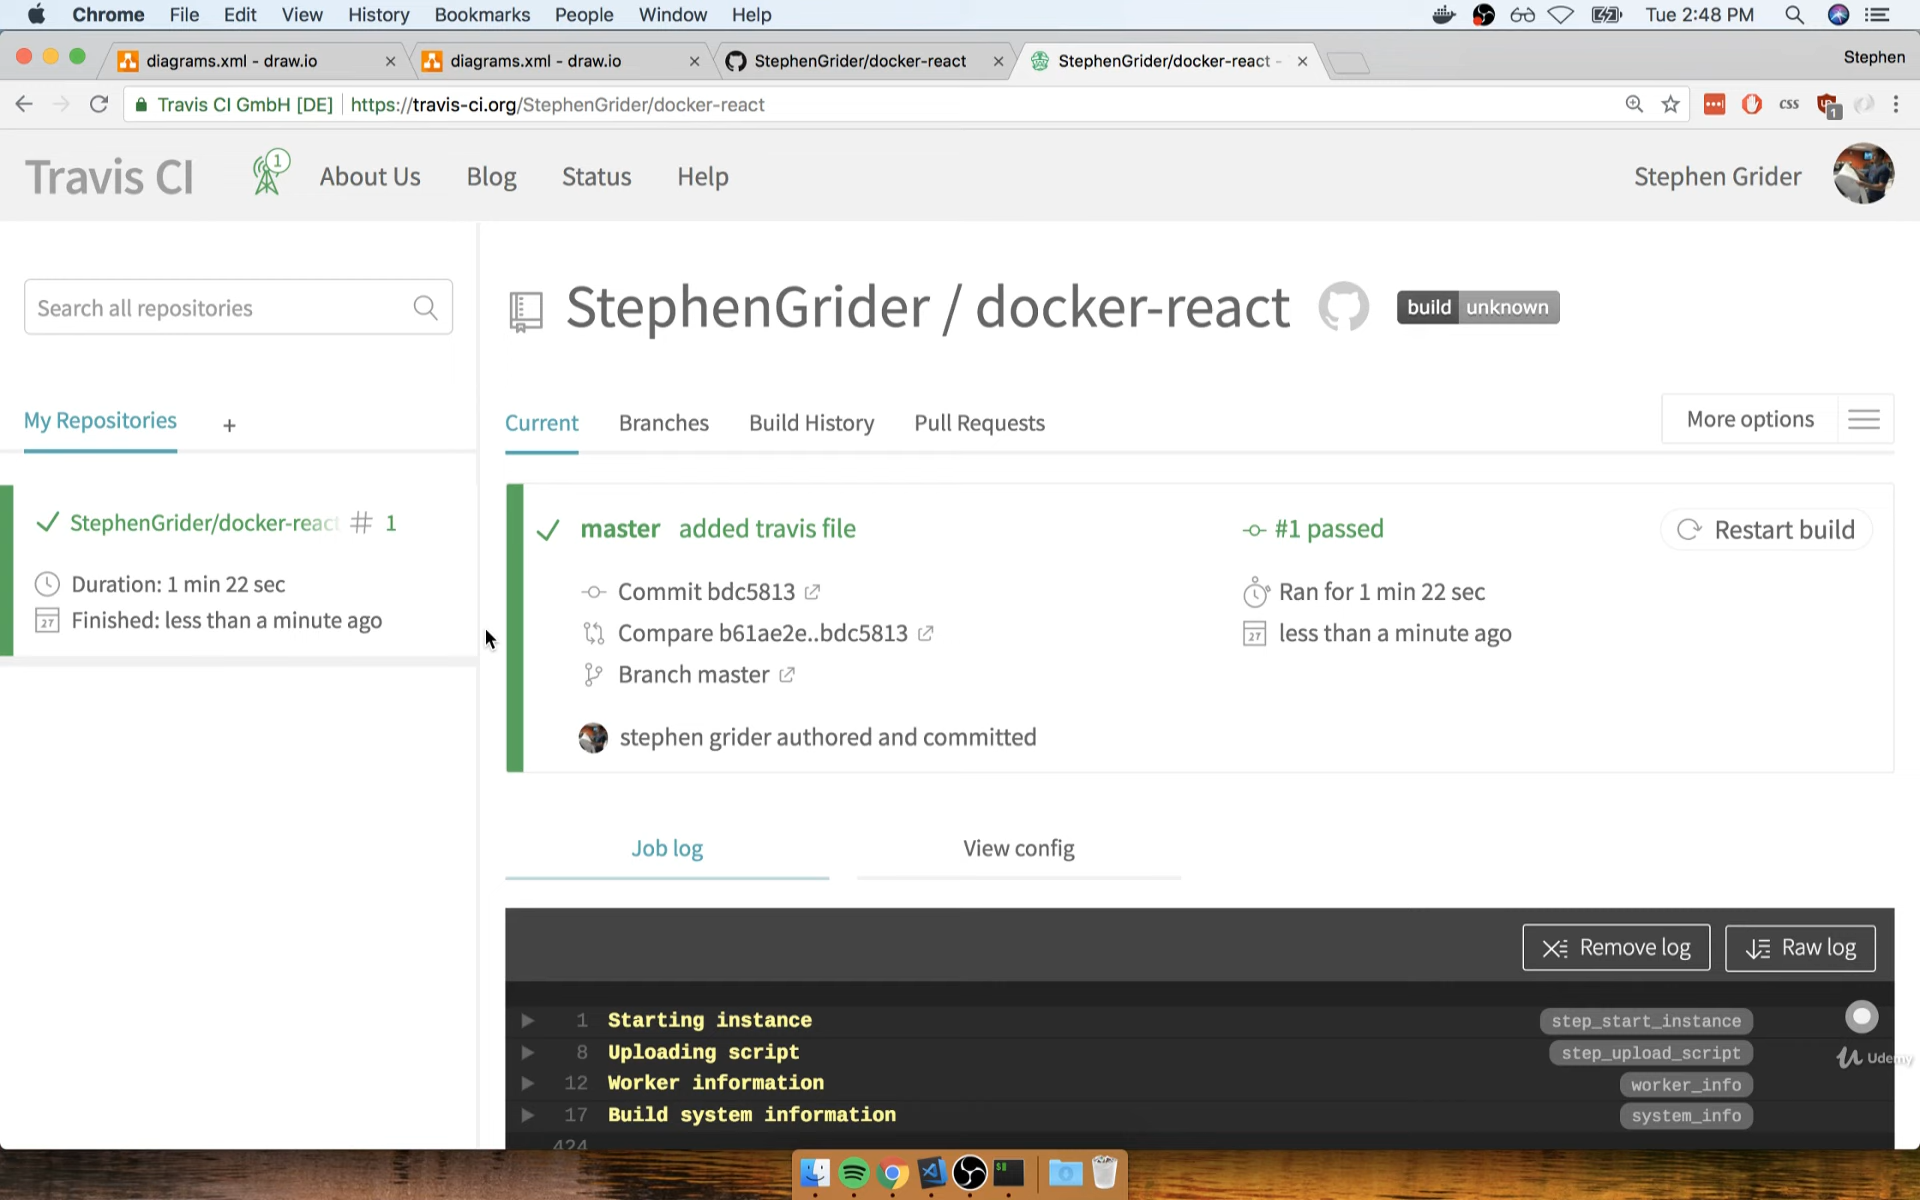 Chrome File Edit View History Bookmarks People Window Help Tue 2:48 PM
diagrams.xml - draw.io diagrams.xml - draw.io StephenGrider/docker-react StephenGrider/docker-react - Stephen
Travis CI GmbH [DE] https://travis-ci.org/StephenGrider/docker-react css 1
Travis CI 1 About Us Blog Status Help Stephen Grider
Search all repositories
StephenGrider / docker-react build unknown
My Repositories +
Current Branches Build History Pull Requests More options
StephenGrider/docker-react # 1
Duration: 1 min 22 sec
27 Finished: less than a minute ago
master added travis file #1 passed Restart build
Commit bdc5813 Ran for 1 min 22 sec
Compare b61ae2e..bdc5813 27 less than a minute ago
Branch master
stephen grider authored and committed
Job log View config
Remove log Raw log
1 Starting instance step_start_instance
8 Uploading script step_upload_script
Udemy
12 Worker information worker_info
17 Build system information system_info
424